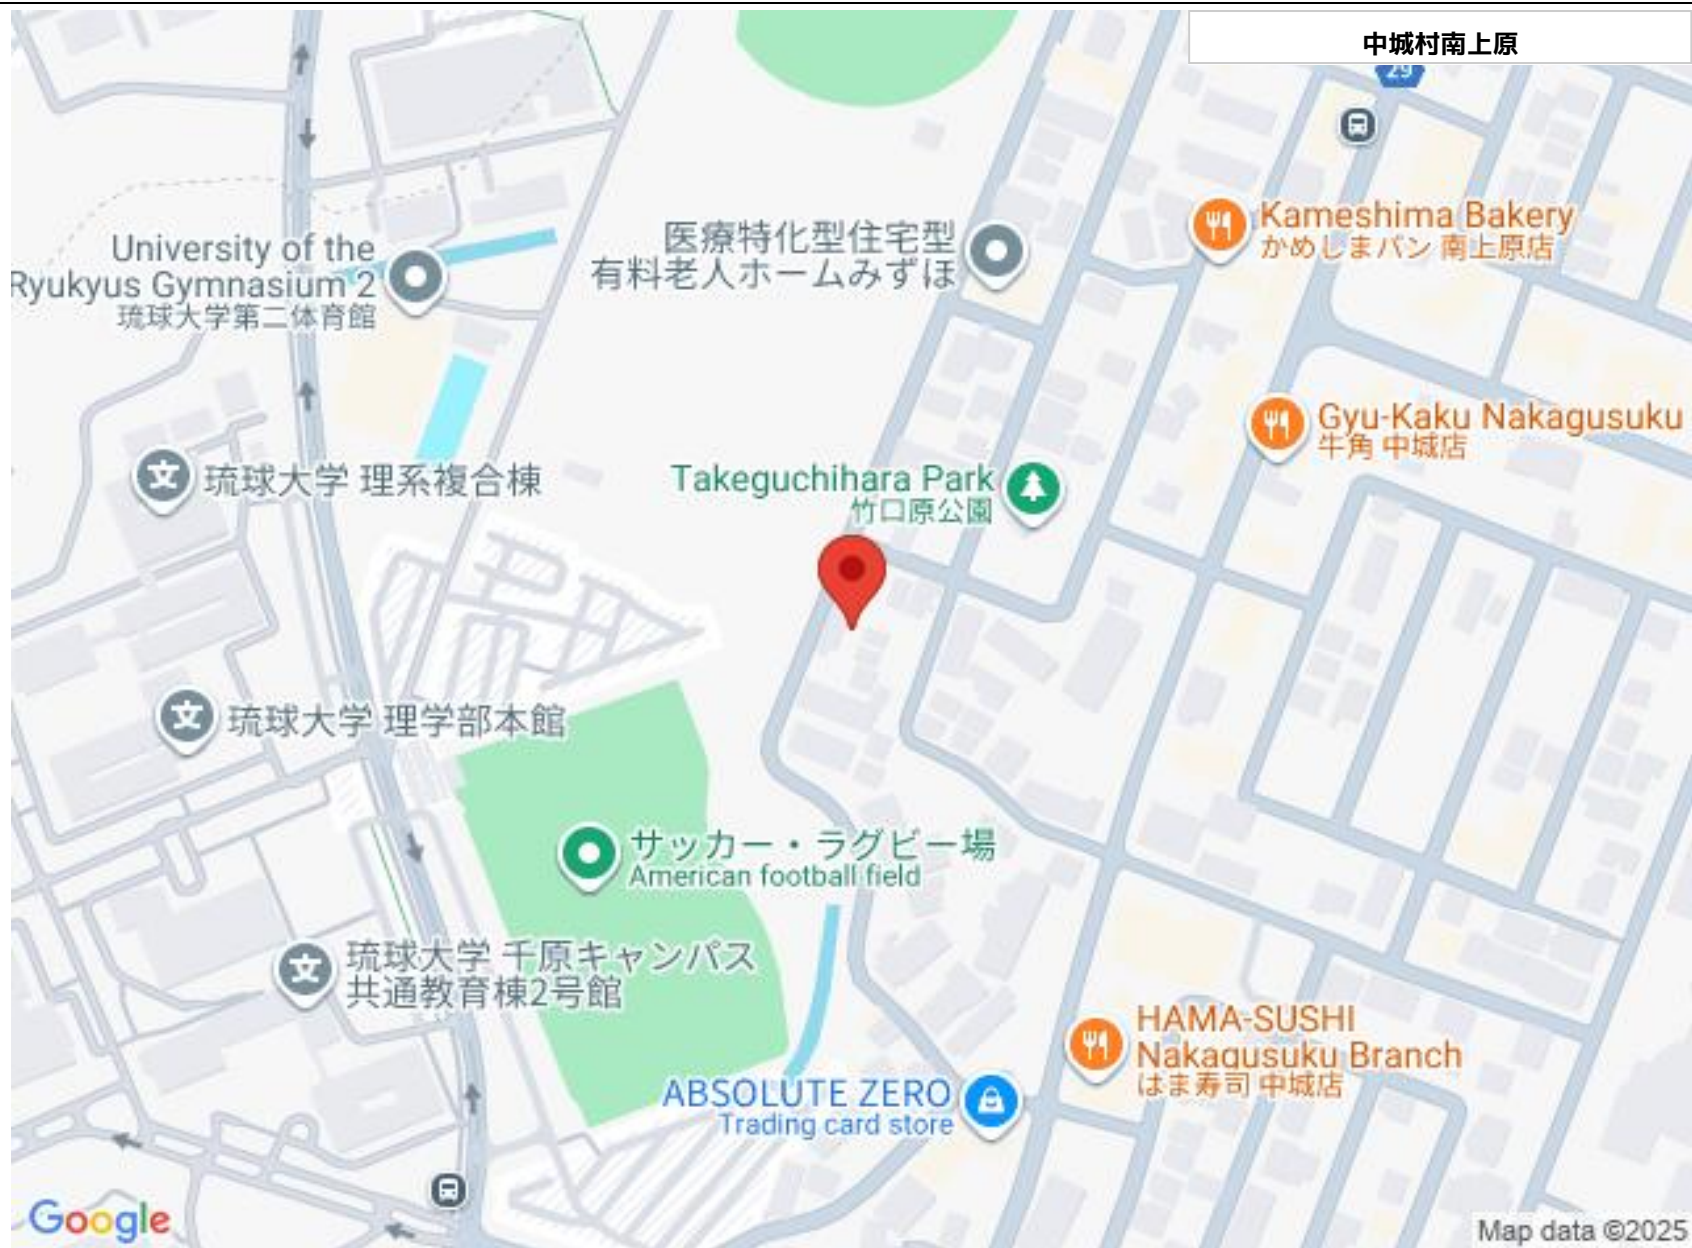 中城村南上原
29
Kameshima Bakery
かめしまパン 南上原店
University of the
Ryukyus Gymnasium 2
琉球大学第二体育館
医療特化型住宅型
有料老人ホームみずほ
Gyu-Kaku Nakagusuku
牛角 中城店
琉球大学 理系複合棟
Takeguchihara Park
竹口原公園
琉球大学 理学部本館
サッカー・ラグビー場
American football field
琉球大学 千原キャンパス
共通教育棟2号館
HAMA-SUSHI
Nakagusuku Branch
はま寿司 中城店
ABSOLUTE ZERO
Trading card store
Google
Map data ©2025